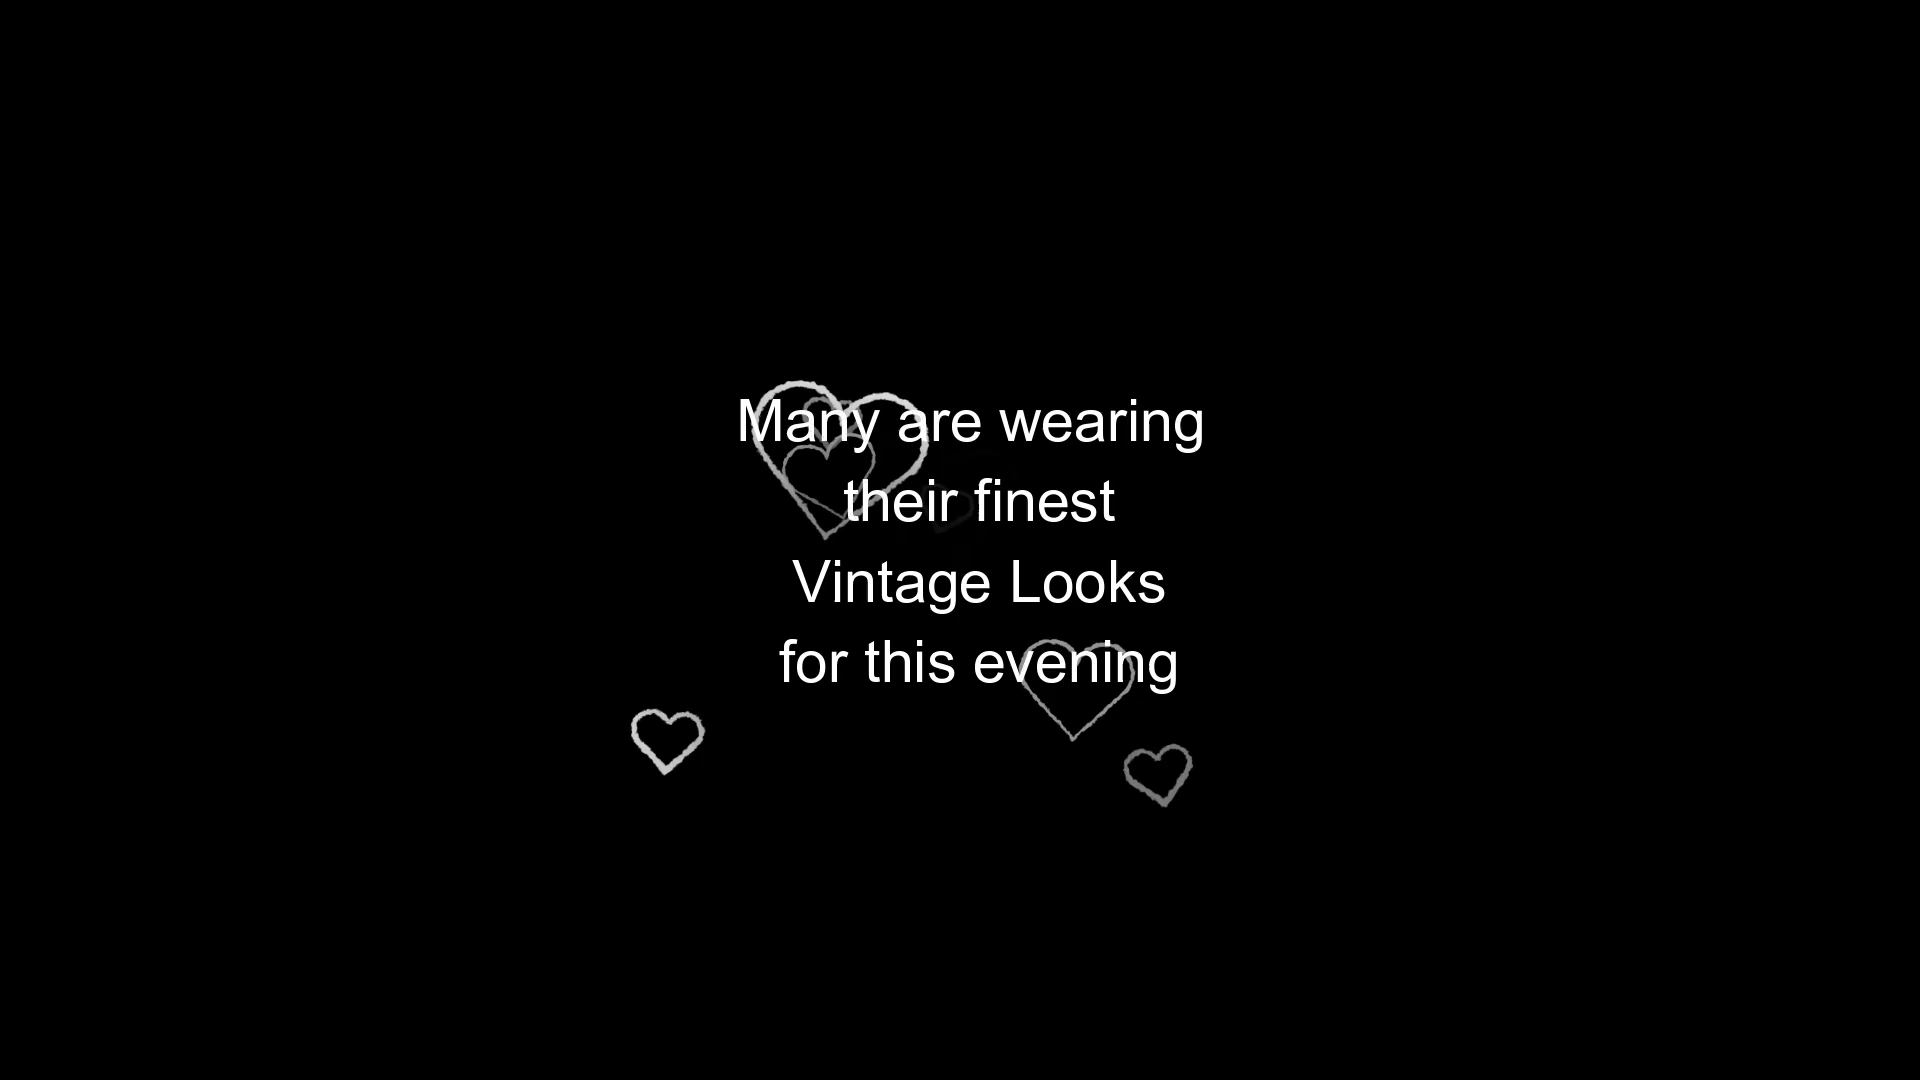 Many are wearing
their finest
Vintage Looks
for this evening